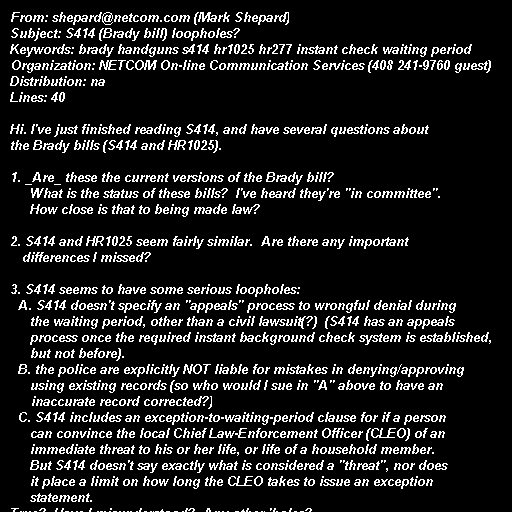 From: shepard@netcom.com (Mark Shepard)
Subject: S414 (Brady bill) loopholes?
Keywords: brady handguns s414 hr1025 hr277 instant check waiting period
Organization: NETCOM On-line Communication Services (408 241-9760 guest)
Distribution: na
Lines: 40

Hi. I've just finished reading S414, and have several questions about
the Brady bills (S414 and HR1025).

1. _Are_ these the current versions of the Brady bill?
What is the status of these bills?  I've heard they're "in committee".
How close is that to being made law?

2. S414 and HR1025 seem fairly similar.  Are there any important
differences I missed?

3. S414 seems to have some serious loopholes:
A. S414 doesn't specify an "appeals" process to wrongful denial during
the waiting period, other than a civil lawsuit(?)  (S414 has an appeals
process once the required instant background check system is established,
but not before).
B. the police are explicitly NOT liable for mistakes in denying/approving
using existing records (so who would I sue in "A" above to have an
inaccurate record corrected?)
C. S414 includes an exception-to-waiting-period clause for if a person
can convince the local Chief Law-Enforcement Officer (CLEO) of an
immediate threat to his or her life, or life of a household member.
But S414 doesn't say exactly what is considered a "threat", nor does
it place a limit on how long the CLEO takes to issue an exception
statement.
True?  Have I misunderstood?  Any other 'holes?